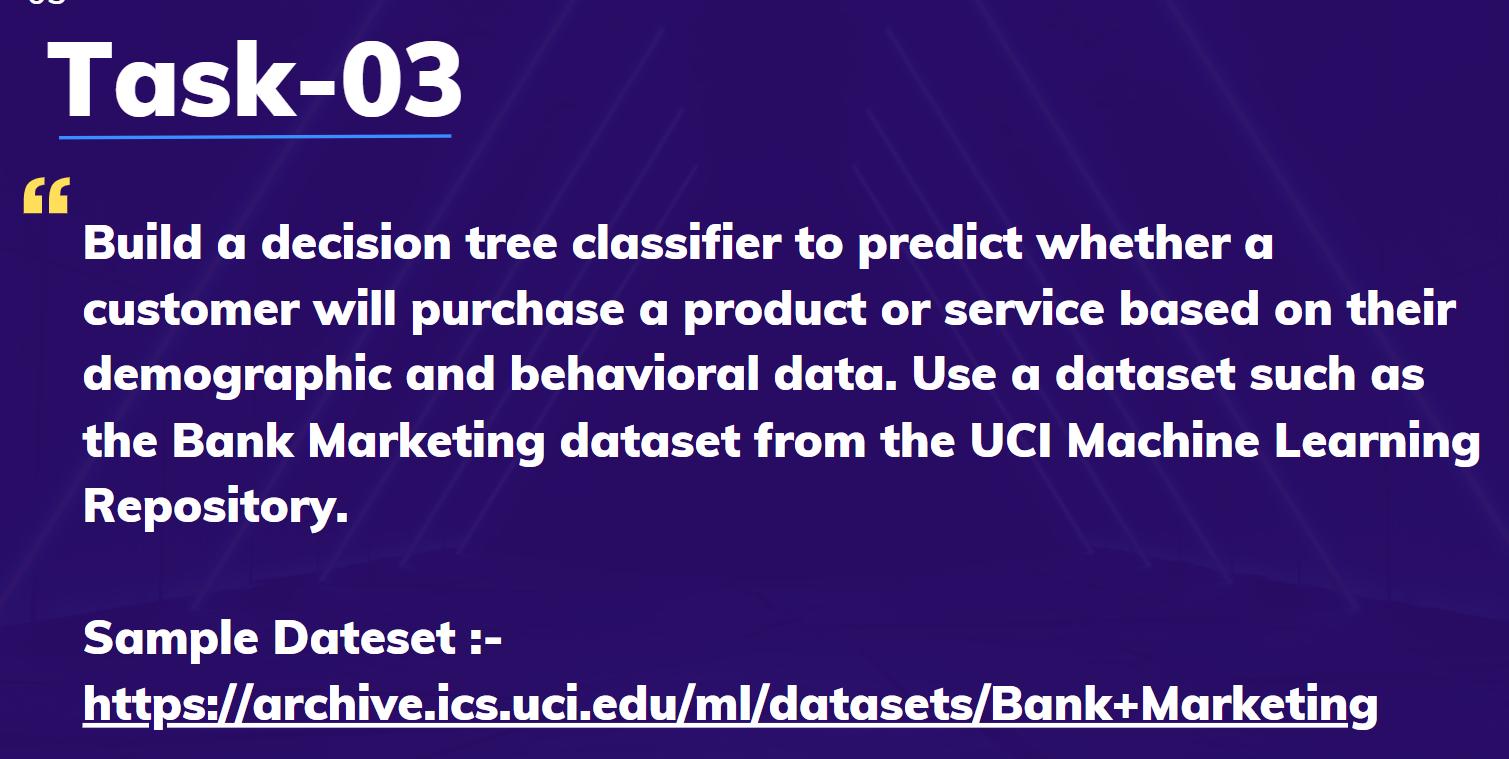 Task-03
“
Build a decision tree classifier to predict whether a
customer will purchase a product or service based on their
demographic and behavioral data. Use a dataset such as
the Bank Marketing dataset from the UCI Machine Learning
Repository.
Sample Dateset :-
https://archive.ics.uci.edu/ml/datasets/Bank+Marketing